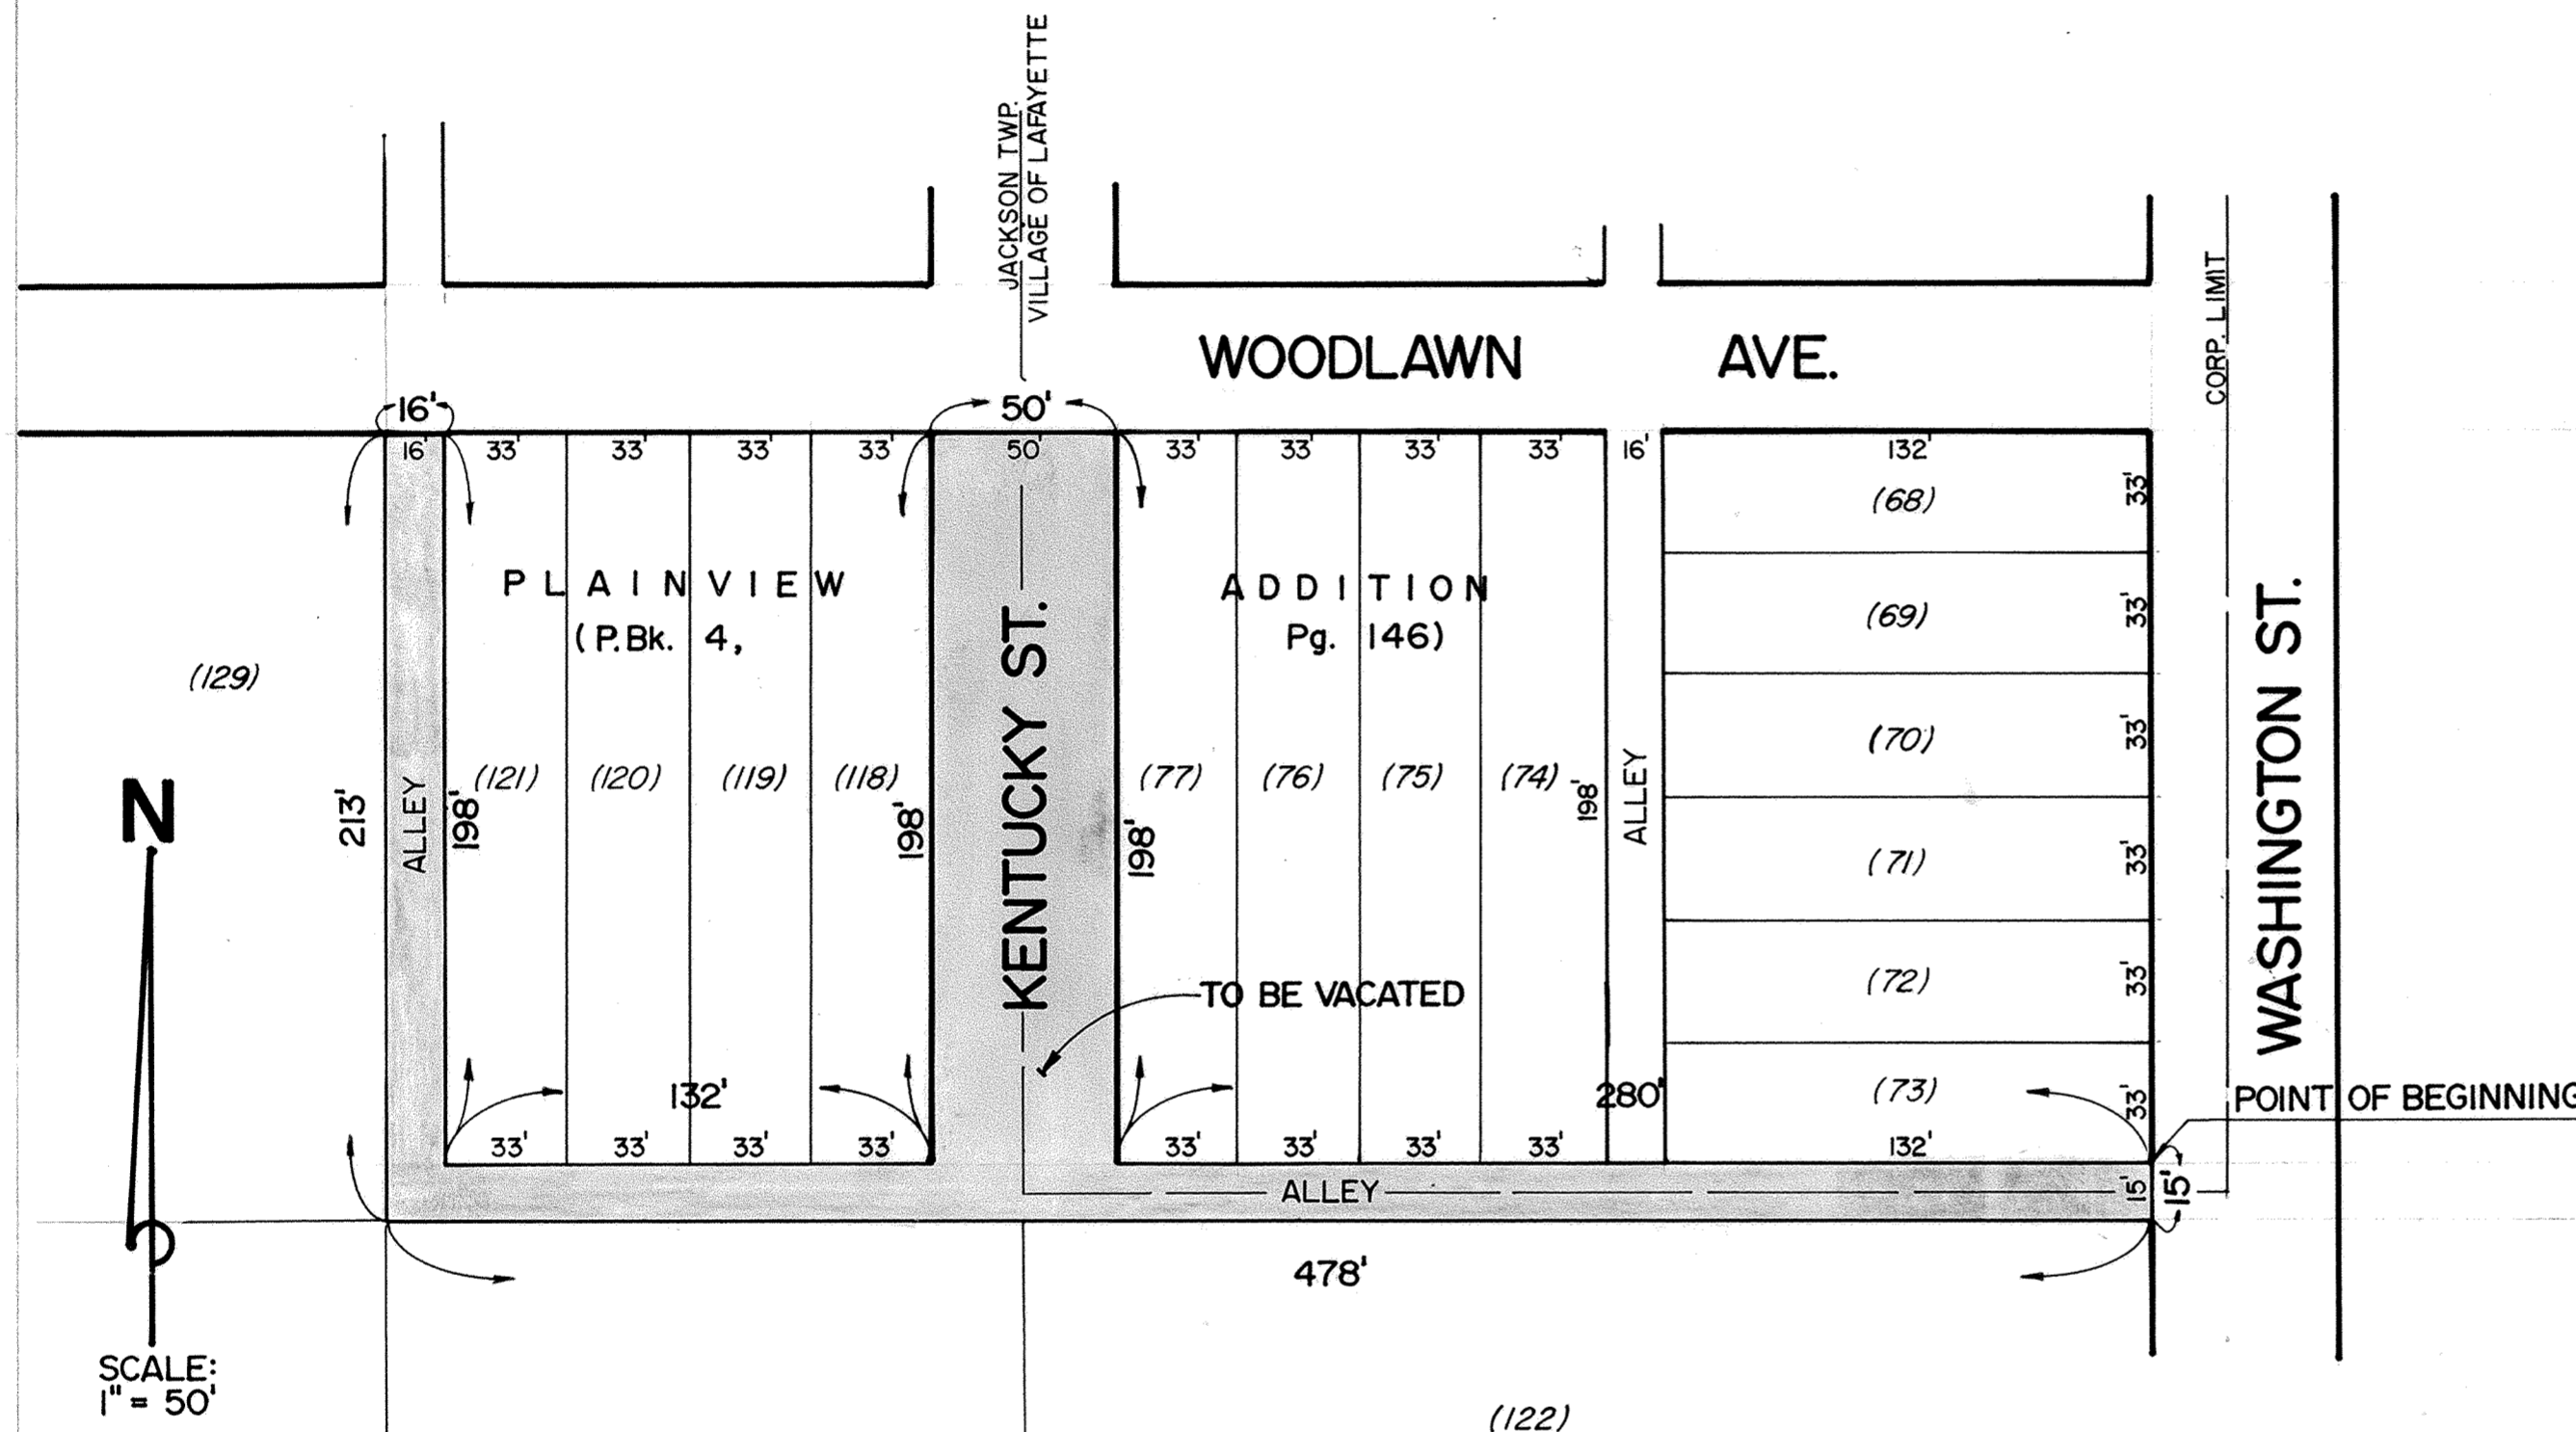 JACKSON TWP.
VILLAGE OF LAFAYETTE
WOODLAWN AVE.
CORP. LIMIT
16'
50'
16' 33' 33' 33' 33' 50' 33' 33' 33' 33' 16' 132'
(68) 33'
PLAINVIEW ADDITION
(P.Bk. 4, Pg. 146)
(69) 33'
(129)
KENTUCKY ST.
WASHINGTON ST.
(70) 33'
(121) (120) (119) (118) (77) (76) (75) (74)
N
213'
ALLEY
198'
198'
198'
198'
ALLEY
(71) 33'
(72) 33'
TO BE VACATED
132'
280'
(73) 33'
POINT OF BEGINNING
33' 33' 33' 33' 33' 33' 33' 33' 132'
ALLEY
15'
15'
478'
SCALE:
1" = 50'
(122)